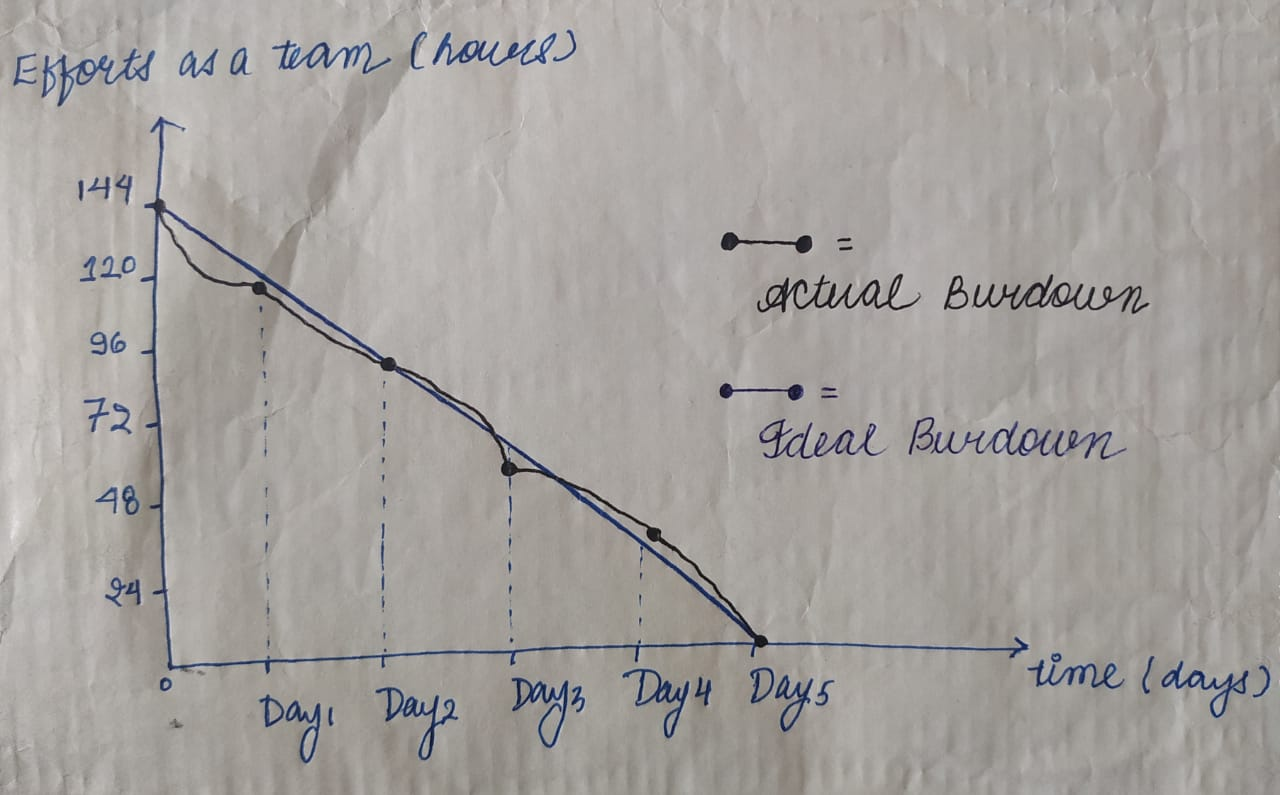 Efforts as a team (hours)
144
120
96
72
48
24
0
=
Actual Burdown
=
Ideal Burdown
Day1 Day2 Day3 Day4 Day5
time (days)